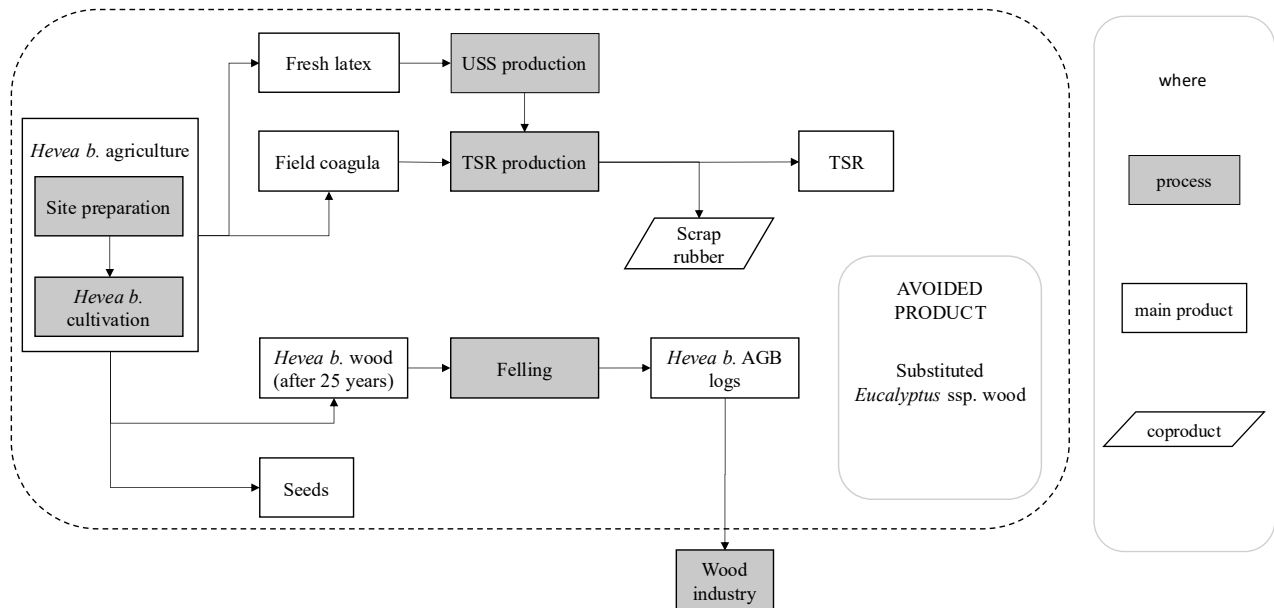 Fresh latex
USS production
where
Hevea b. agriculture
Field coagula
TSR production
TSR
process
Site preparation
Scrap
rubber
Hevea b.
cultivation
AVOIDED
PRODUCT
main product
Hevea b. wood
(after 25 years)
Felling
Hevea b. AGB
logs
Substituted
Eucalyptus ssp. wood
coproduct
Seeds
Wood
industry